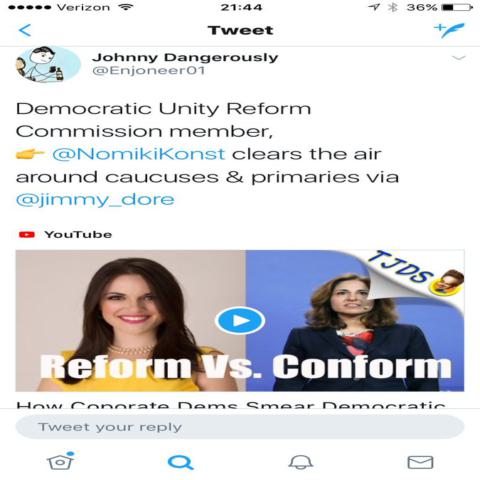 Verizon 21:44 36%
Tweet
Johnny Dangerously
@Enjoneer01
Democratic Unity Reform
Commission member,
👉 @NomikiKonst clears the air
around caucuses & primaries via
@jimmy_dore
YouTube
TJDS
Reform Vs. Conform
How Coporate Dems Smear Democratic
Tweet your reply